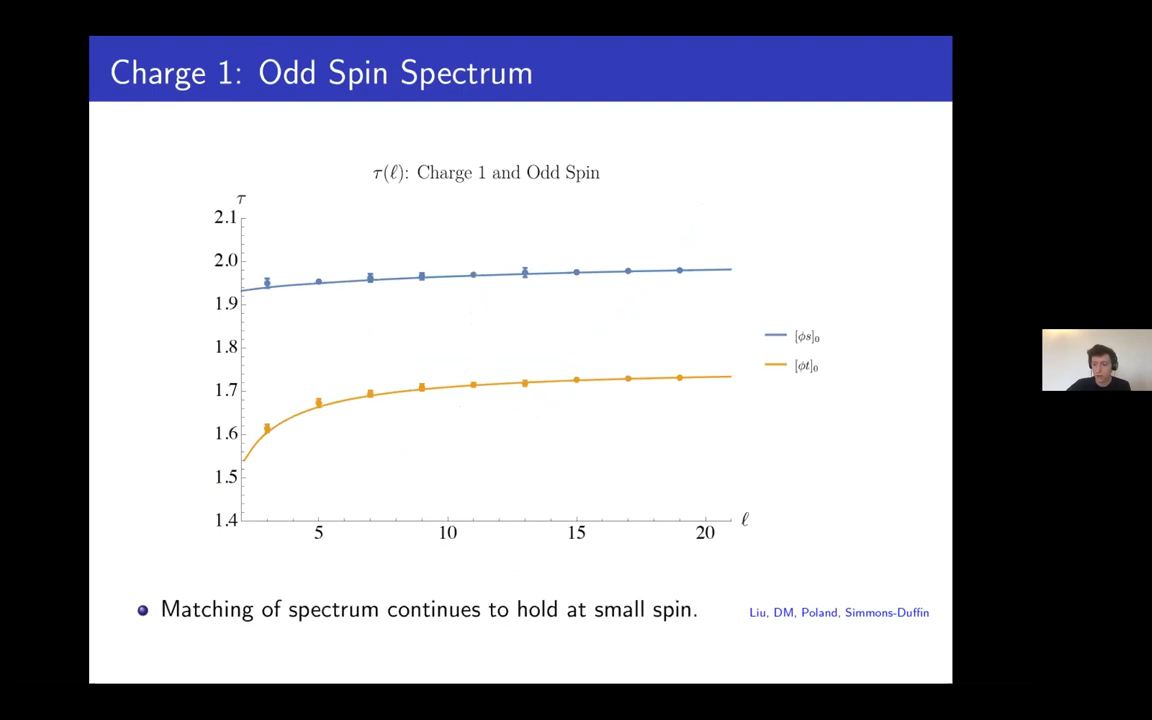 Charge 1: Odd Spin Spectrum
τ(ℓ): Charge 1 and Odd Spin
τ
2.1
2.0
1.9
1.8
1.7
1.6
1.5
1.4
5 10 15 20
ℓ
[ϕs]₀
[ϕt]₀
Matching of spectrum continues to hold at small spin.
Liu, DM, Poland, Simmons-Duffin